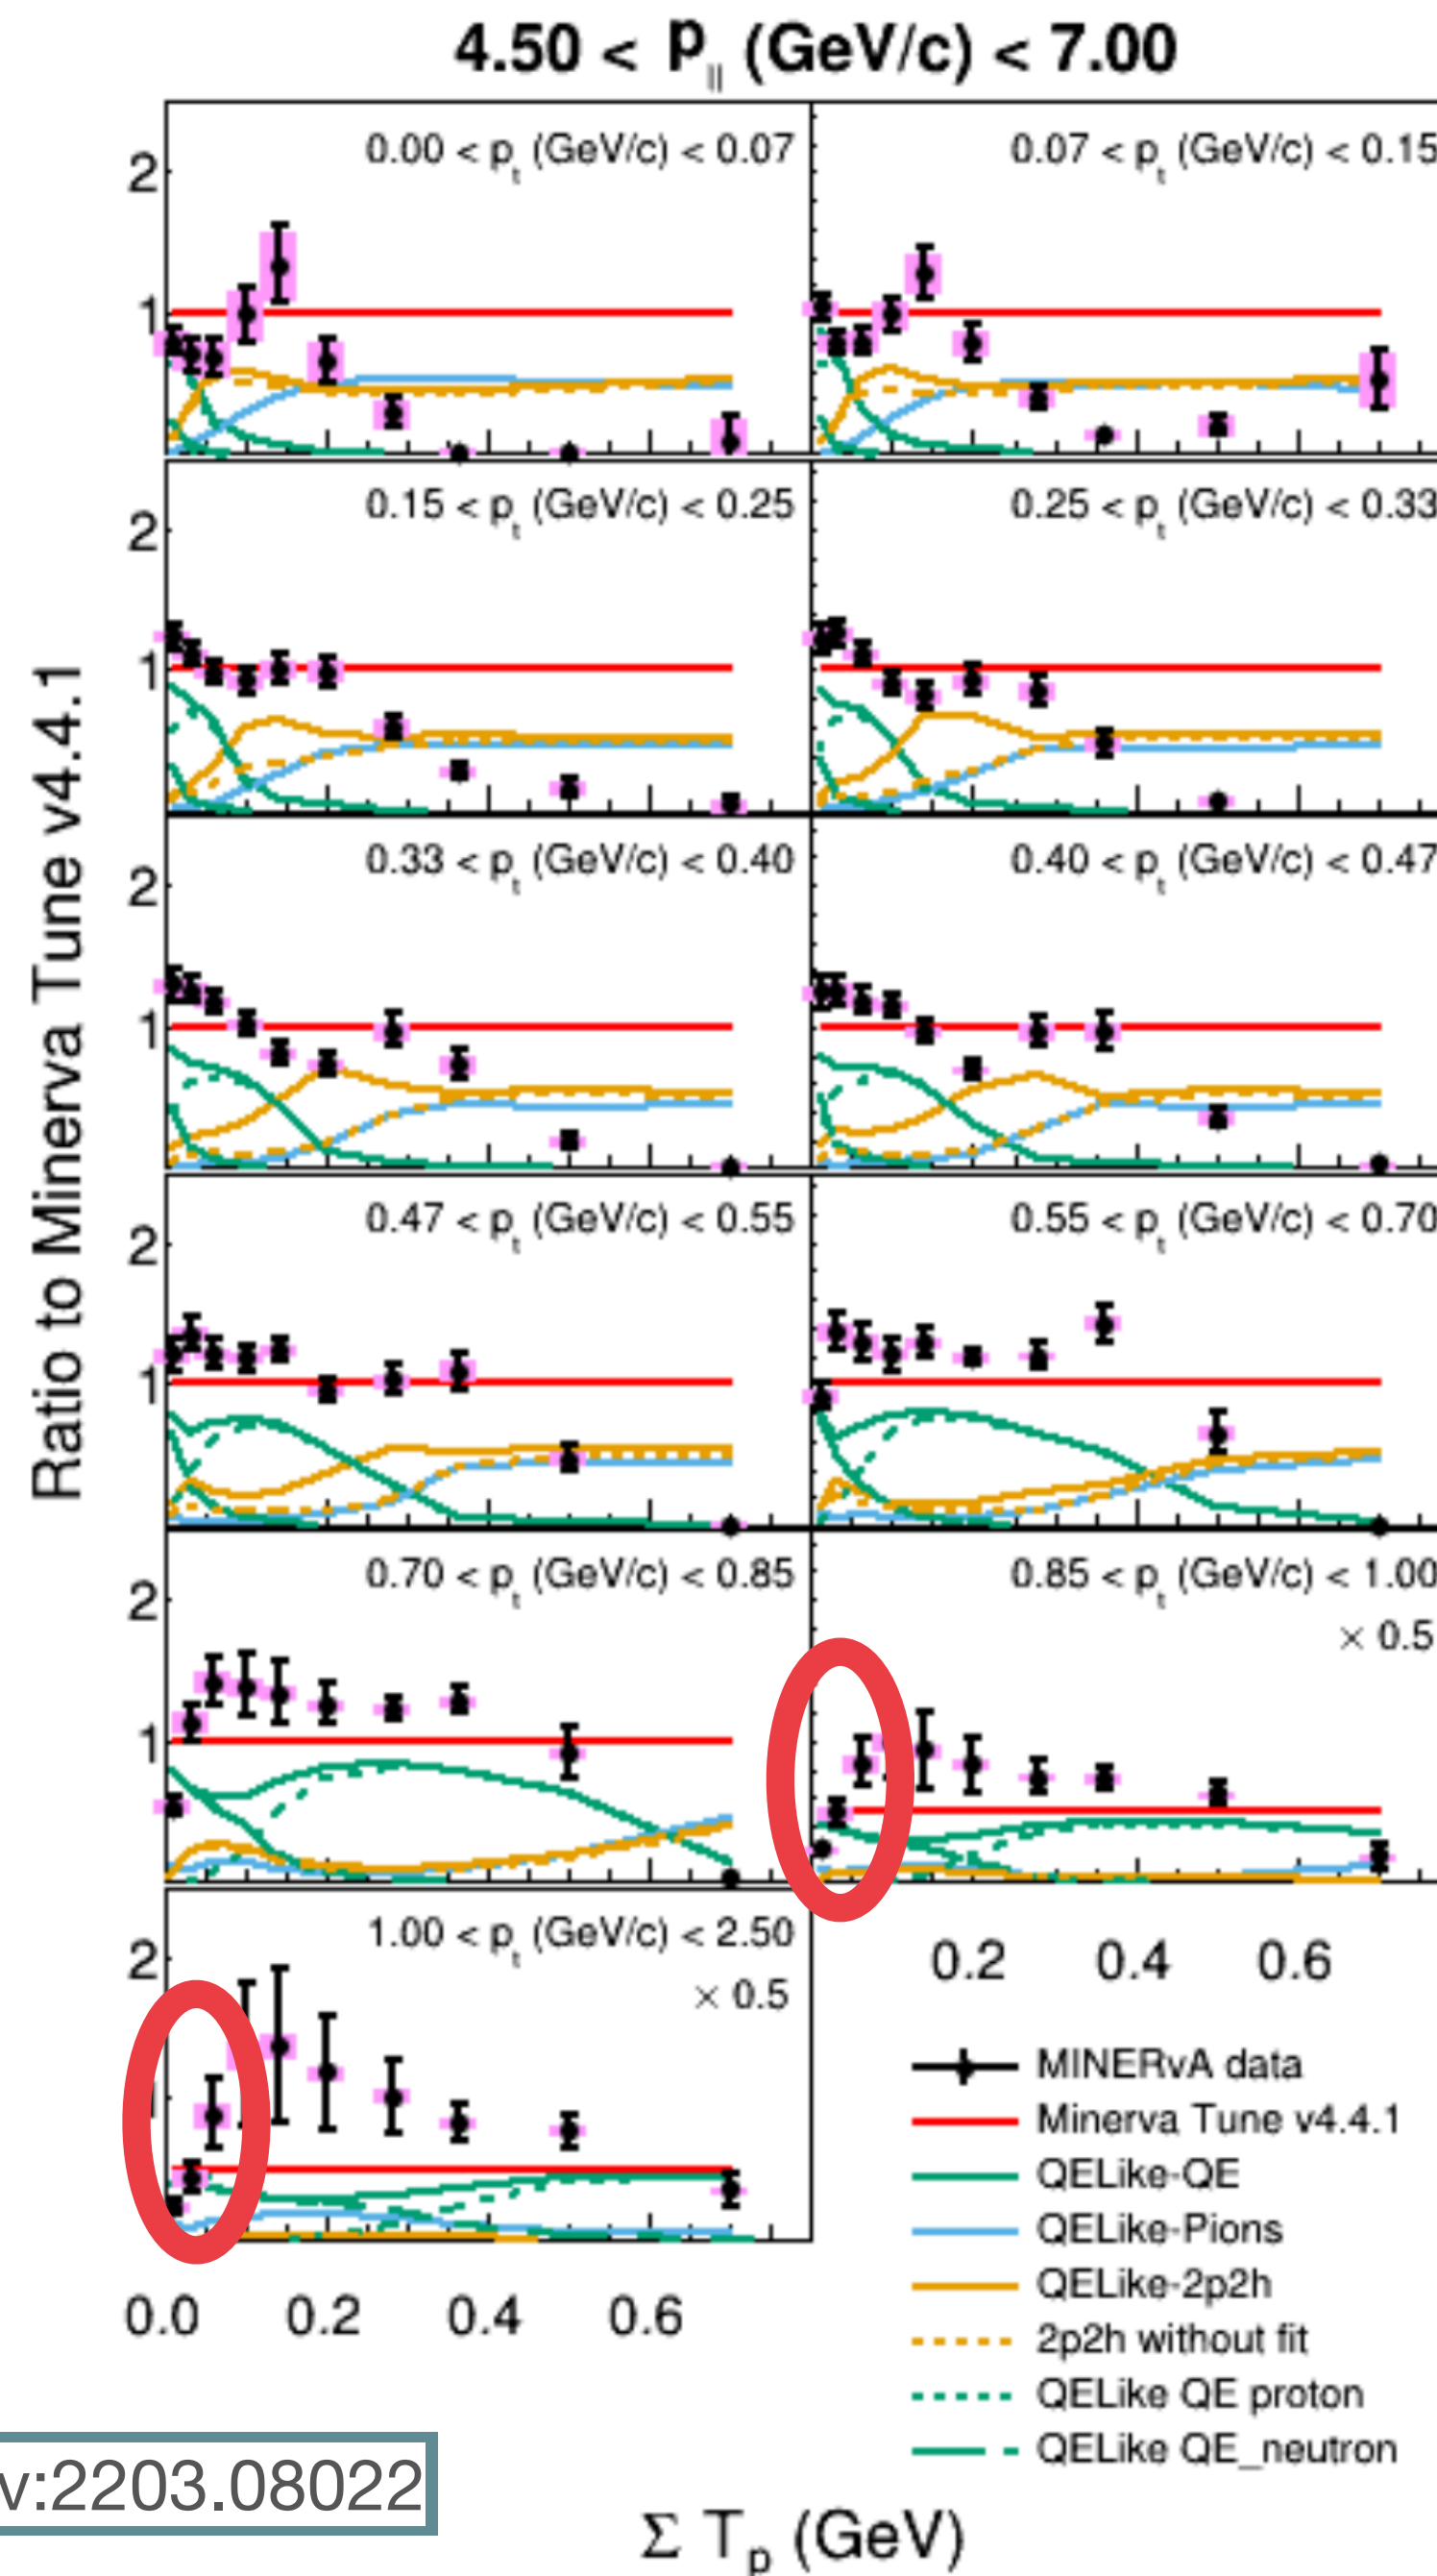 4.50 < p|| (GeV/c) < 7.00
0.00 < pt (GeV/c) < 0.07
0.07 < pt (GeV/c) < 0.15
2
1
0.15 < pt (GeV/c) < 0.25
0.25 < pt (GeV/c) < 0.33
2
1
0.33 < pt (GeV/c) < 0.40
0.40 < pt (GeV/c) < 0.47
2
1
0.47 < pt (GeV/c) < 0.55
0.55 < pt (GeV/c) < 0.70
2
1
0.70 < pt (GeV/c) < 0.85
0.85 < pt (GeV/c) < 1.00
× 0.5
2
1
1.00 < pt (GeV/c) < 2.50
× 0.5
2
0.2 0.4 0.6
0.0 0.2 0.4 0.6
Ratio to Minerva Tune v4.4.1
MINERvA data
Minerva Tune v4.4.1
QELike-QE
QELike-Pions
QELike-2p2h
2p2h without fit
QELike QE proton
QELike QE_neutron
v:2203.08022
Σ Tp (GeV)